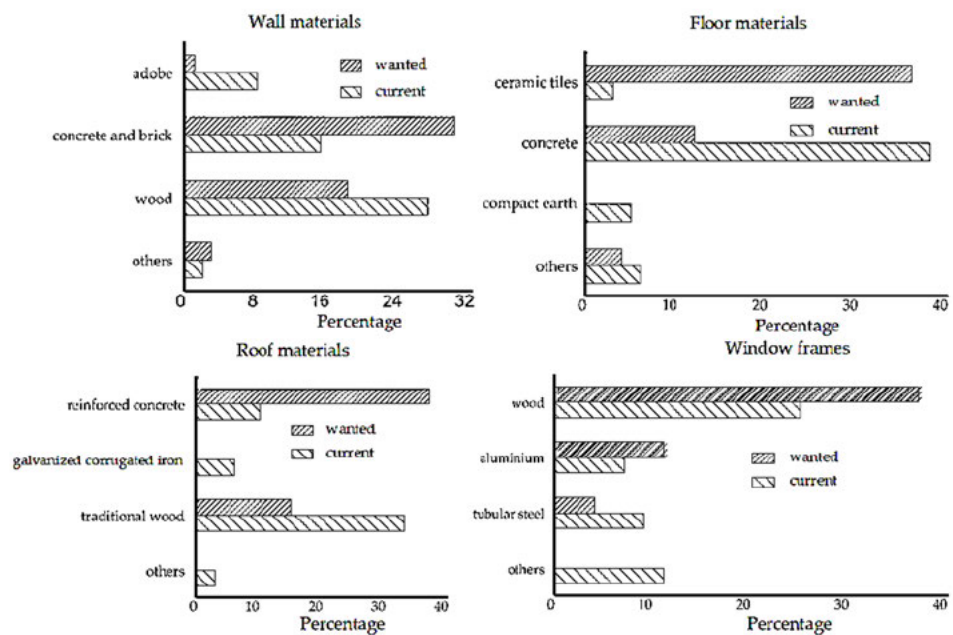 Wall materials
wanted
current
adobe
concrete and brick
wood
others
0 8 16 24 32
Percentage
Floor materials
ceramic tiles
wanted
current
concrete
compact earth
others
0 10 20 30 40
Percentage
Roof materials
reinforced concrete
wanted
current
galvanized corrugated iron
traditional wood
others
0 10 20 30 40
Percentage
Window frames
wood
aluminium
wanted
current
tubular steel
others
0 10 20 30 40
Percentage